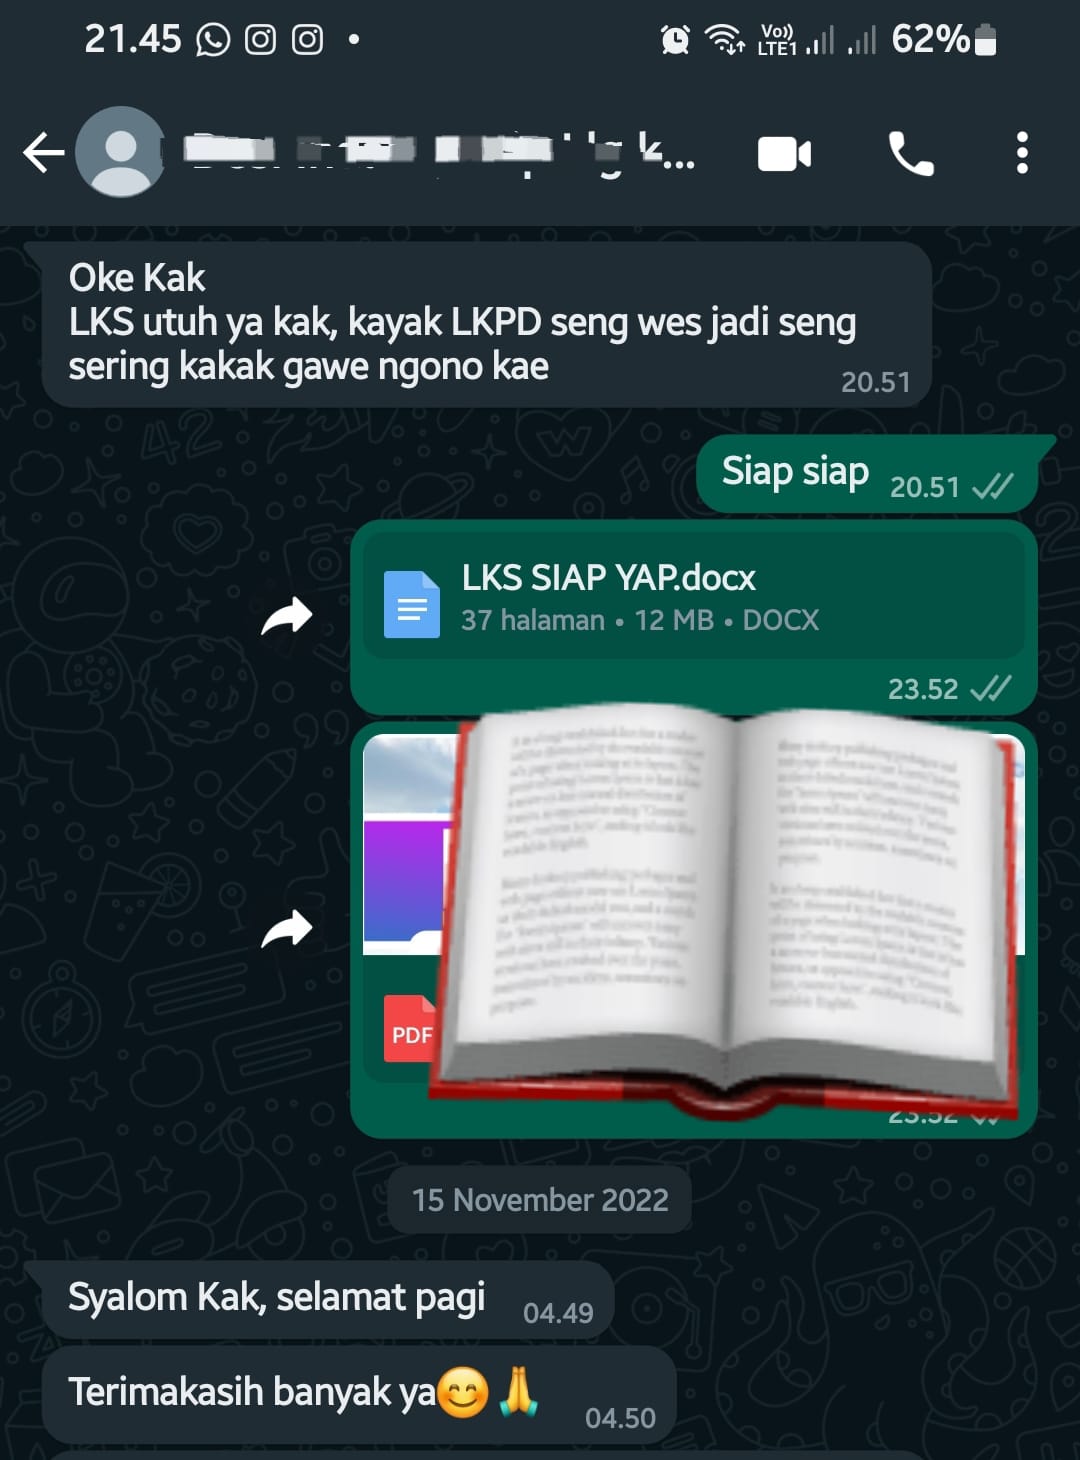 21.45
Vo))
LTE1
62%
Oke Kak
LKS utuh ya kak, kayak LKPD seng wes jadi seng
sering kakak gawe ngono kae
20.51
Siap siap
20.51
LKS SIAP YAP.docx
37 halaman • 12 MB • DOCX
23.52
PDF
23.52
15 November 2022
Syalom Kak, selamat pagi
04.49
Terimakasih banyak ya😊🙏
04.50